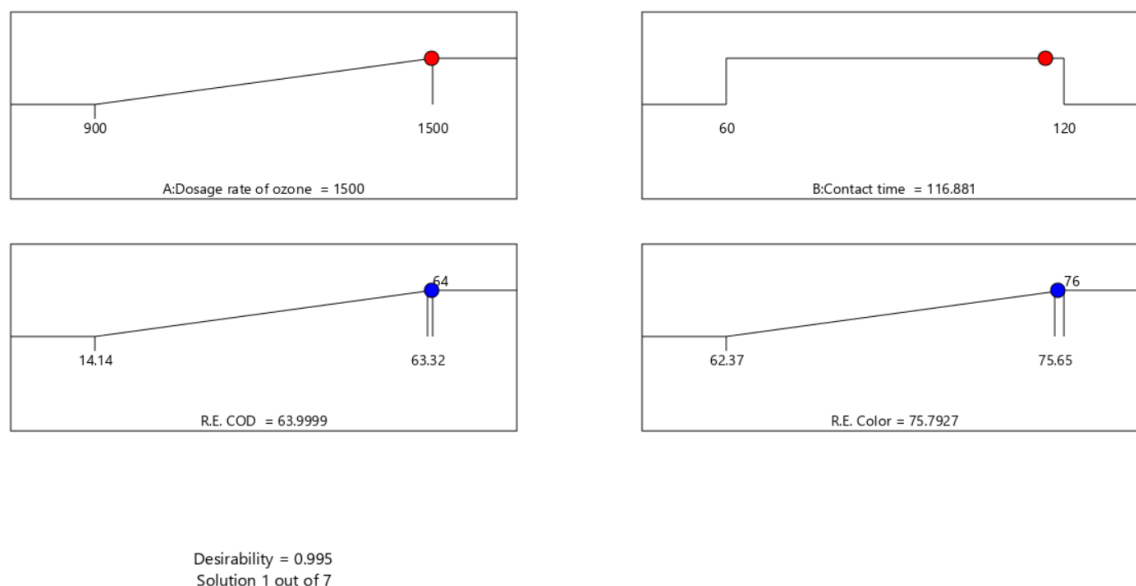 900
1500
A:Dosage rate of ozone = 1500
60
120
B:Contact time = 116.881
64
14.14
63.32
R.E. COD = 63.9999
76
62.37
75.65
R.E. Color = 75.7927
Desirability = 0.995
Solution 1 out of 7